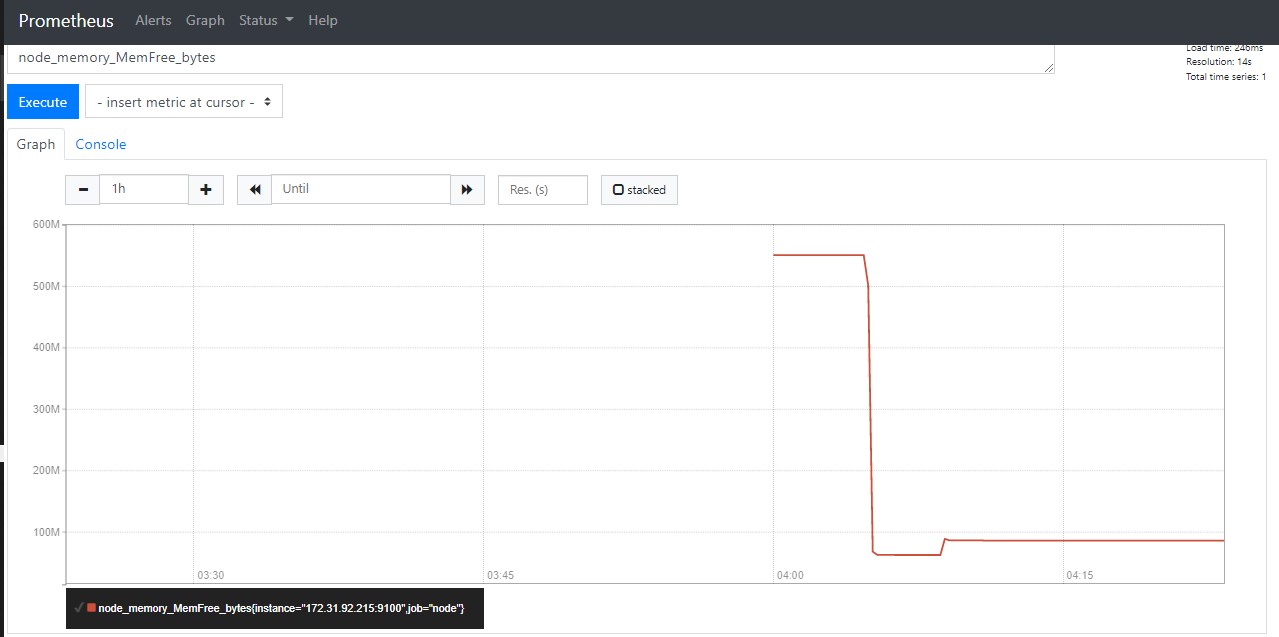 Prometheus Alerts Graph Status Help
node_memory_MemFree_bytes
Load time: 246ms
Resolution: 14s
Total time series: 1
Execute - insert metric at cursor -
Graph Console
1h Until Res. (s) stacked
600M
500M
400M
300M
200M
100M
03:30 03:45 04:00 04:15
node_memory_MemFree_bytes{instance="172.31.92.215:9100",job="node"}